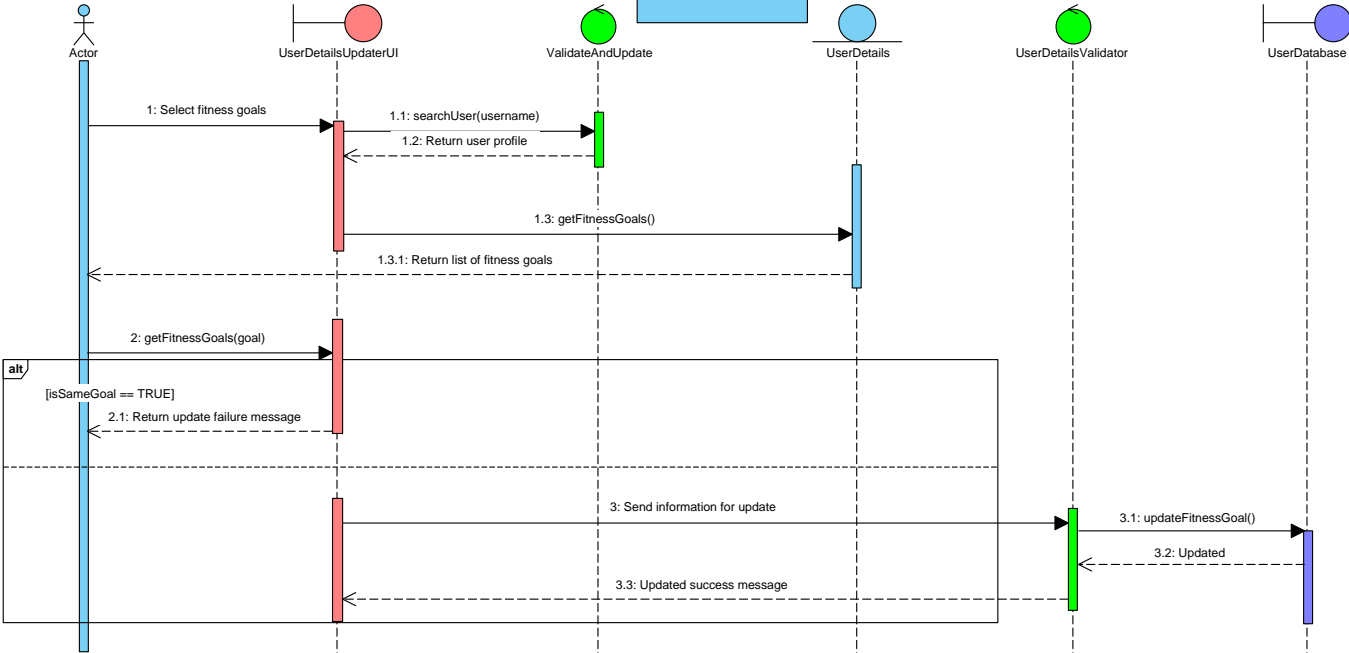 Actor
UserDetailsUpdaterUI
ValidateAndUpdate
UserDetails
UserDetailsValidator
UserDatabase
1: Select fitness goals
1.1: searchUser(username)
1.2: Return user profile
1.3: getFitnessGoals()
1.3.1: Return list of fitness goals
2: getFitnessGoals(goal)
alt
[isSameGoal == TRUE]
2.1: Return update failure message
3: Send information for update
3.1: updateFitnessGoal()
3.2: Updated
3.3: Updated success message